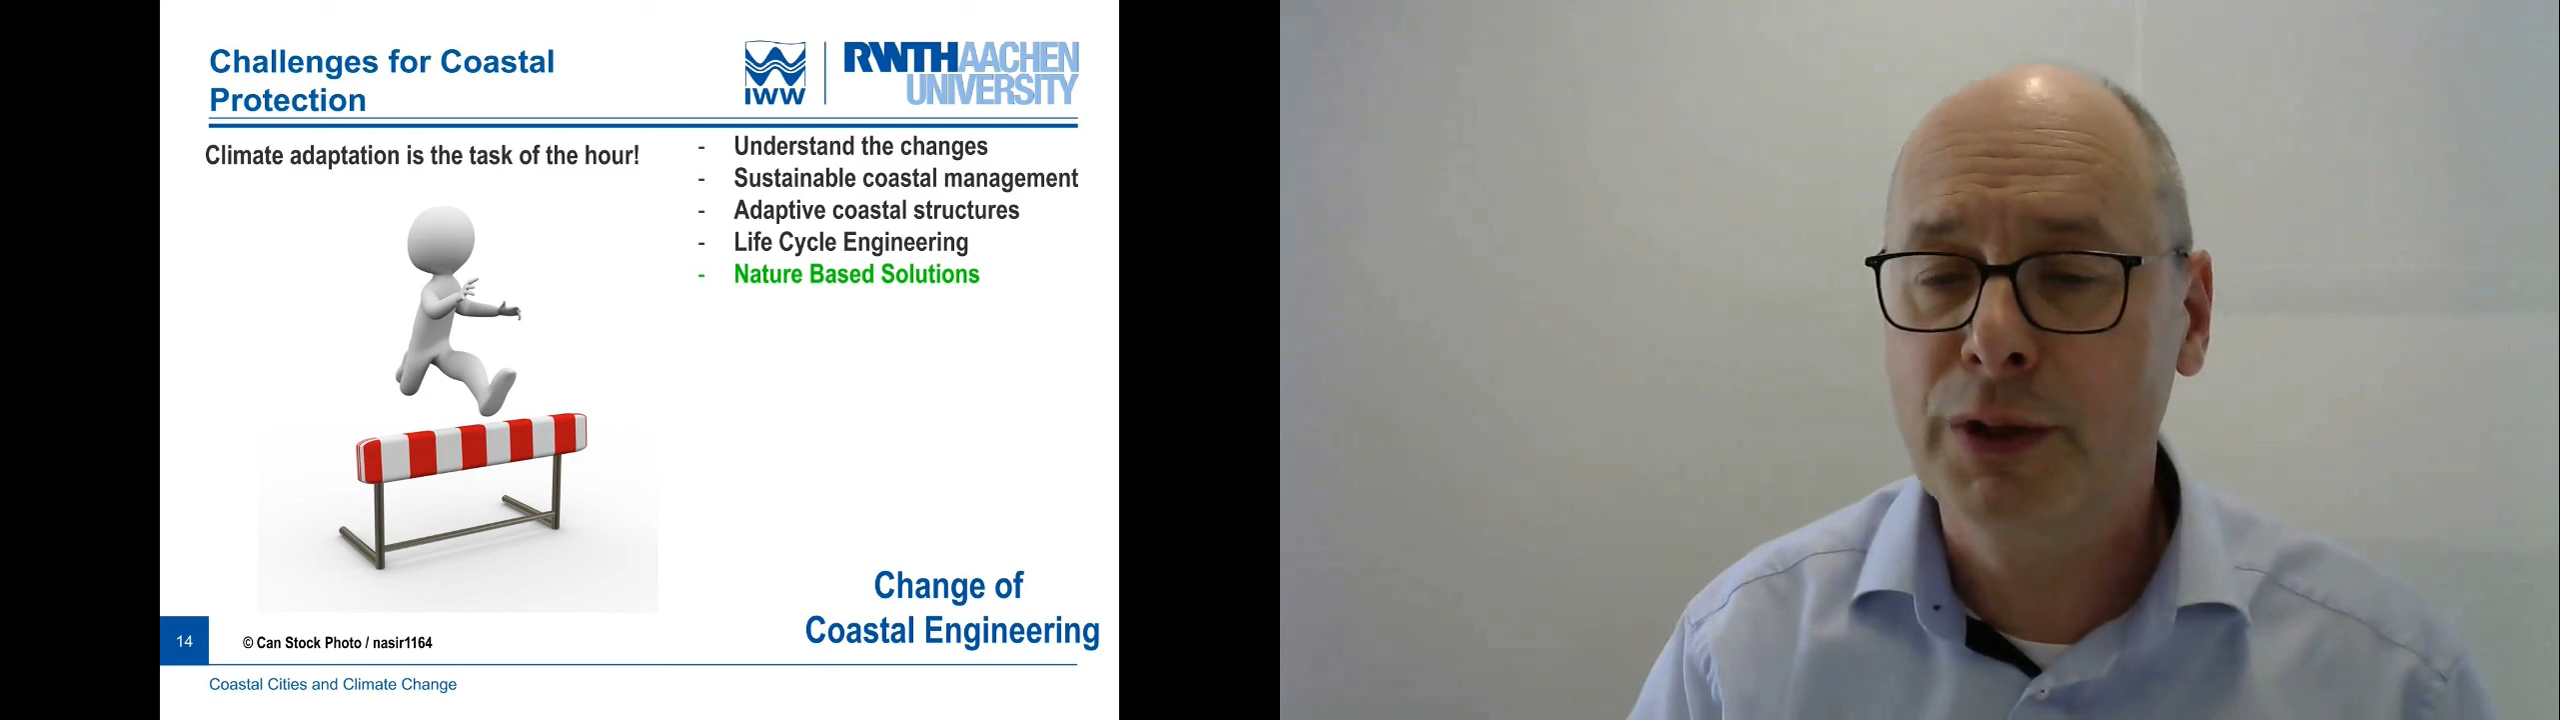 Challenges for Coastal
Protection
IWW
RWTHAACHEN
UNIVERSITY
Climate adaptation is the task of the hour!
- Understand the changes
- Sustainable coastal management
- Adaptive coastal structures
- Life Cycle Engineering
- Nature Based Solutions
Change of
Coastal Engineering
14
© Can Stock Photo / nasir1164
Coastal Cities and Climate Change